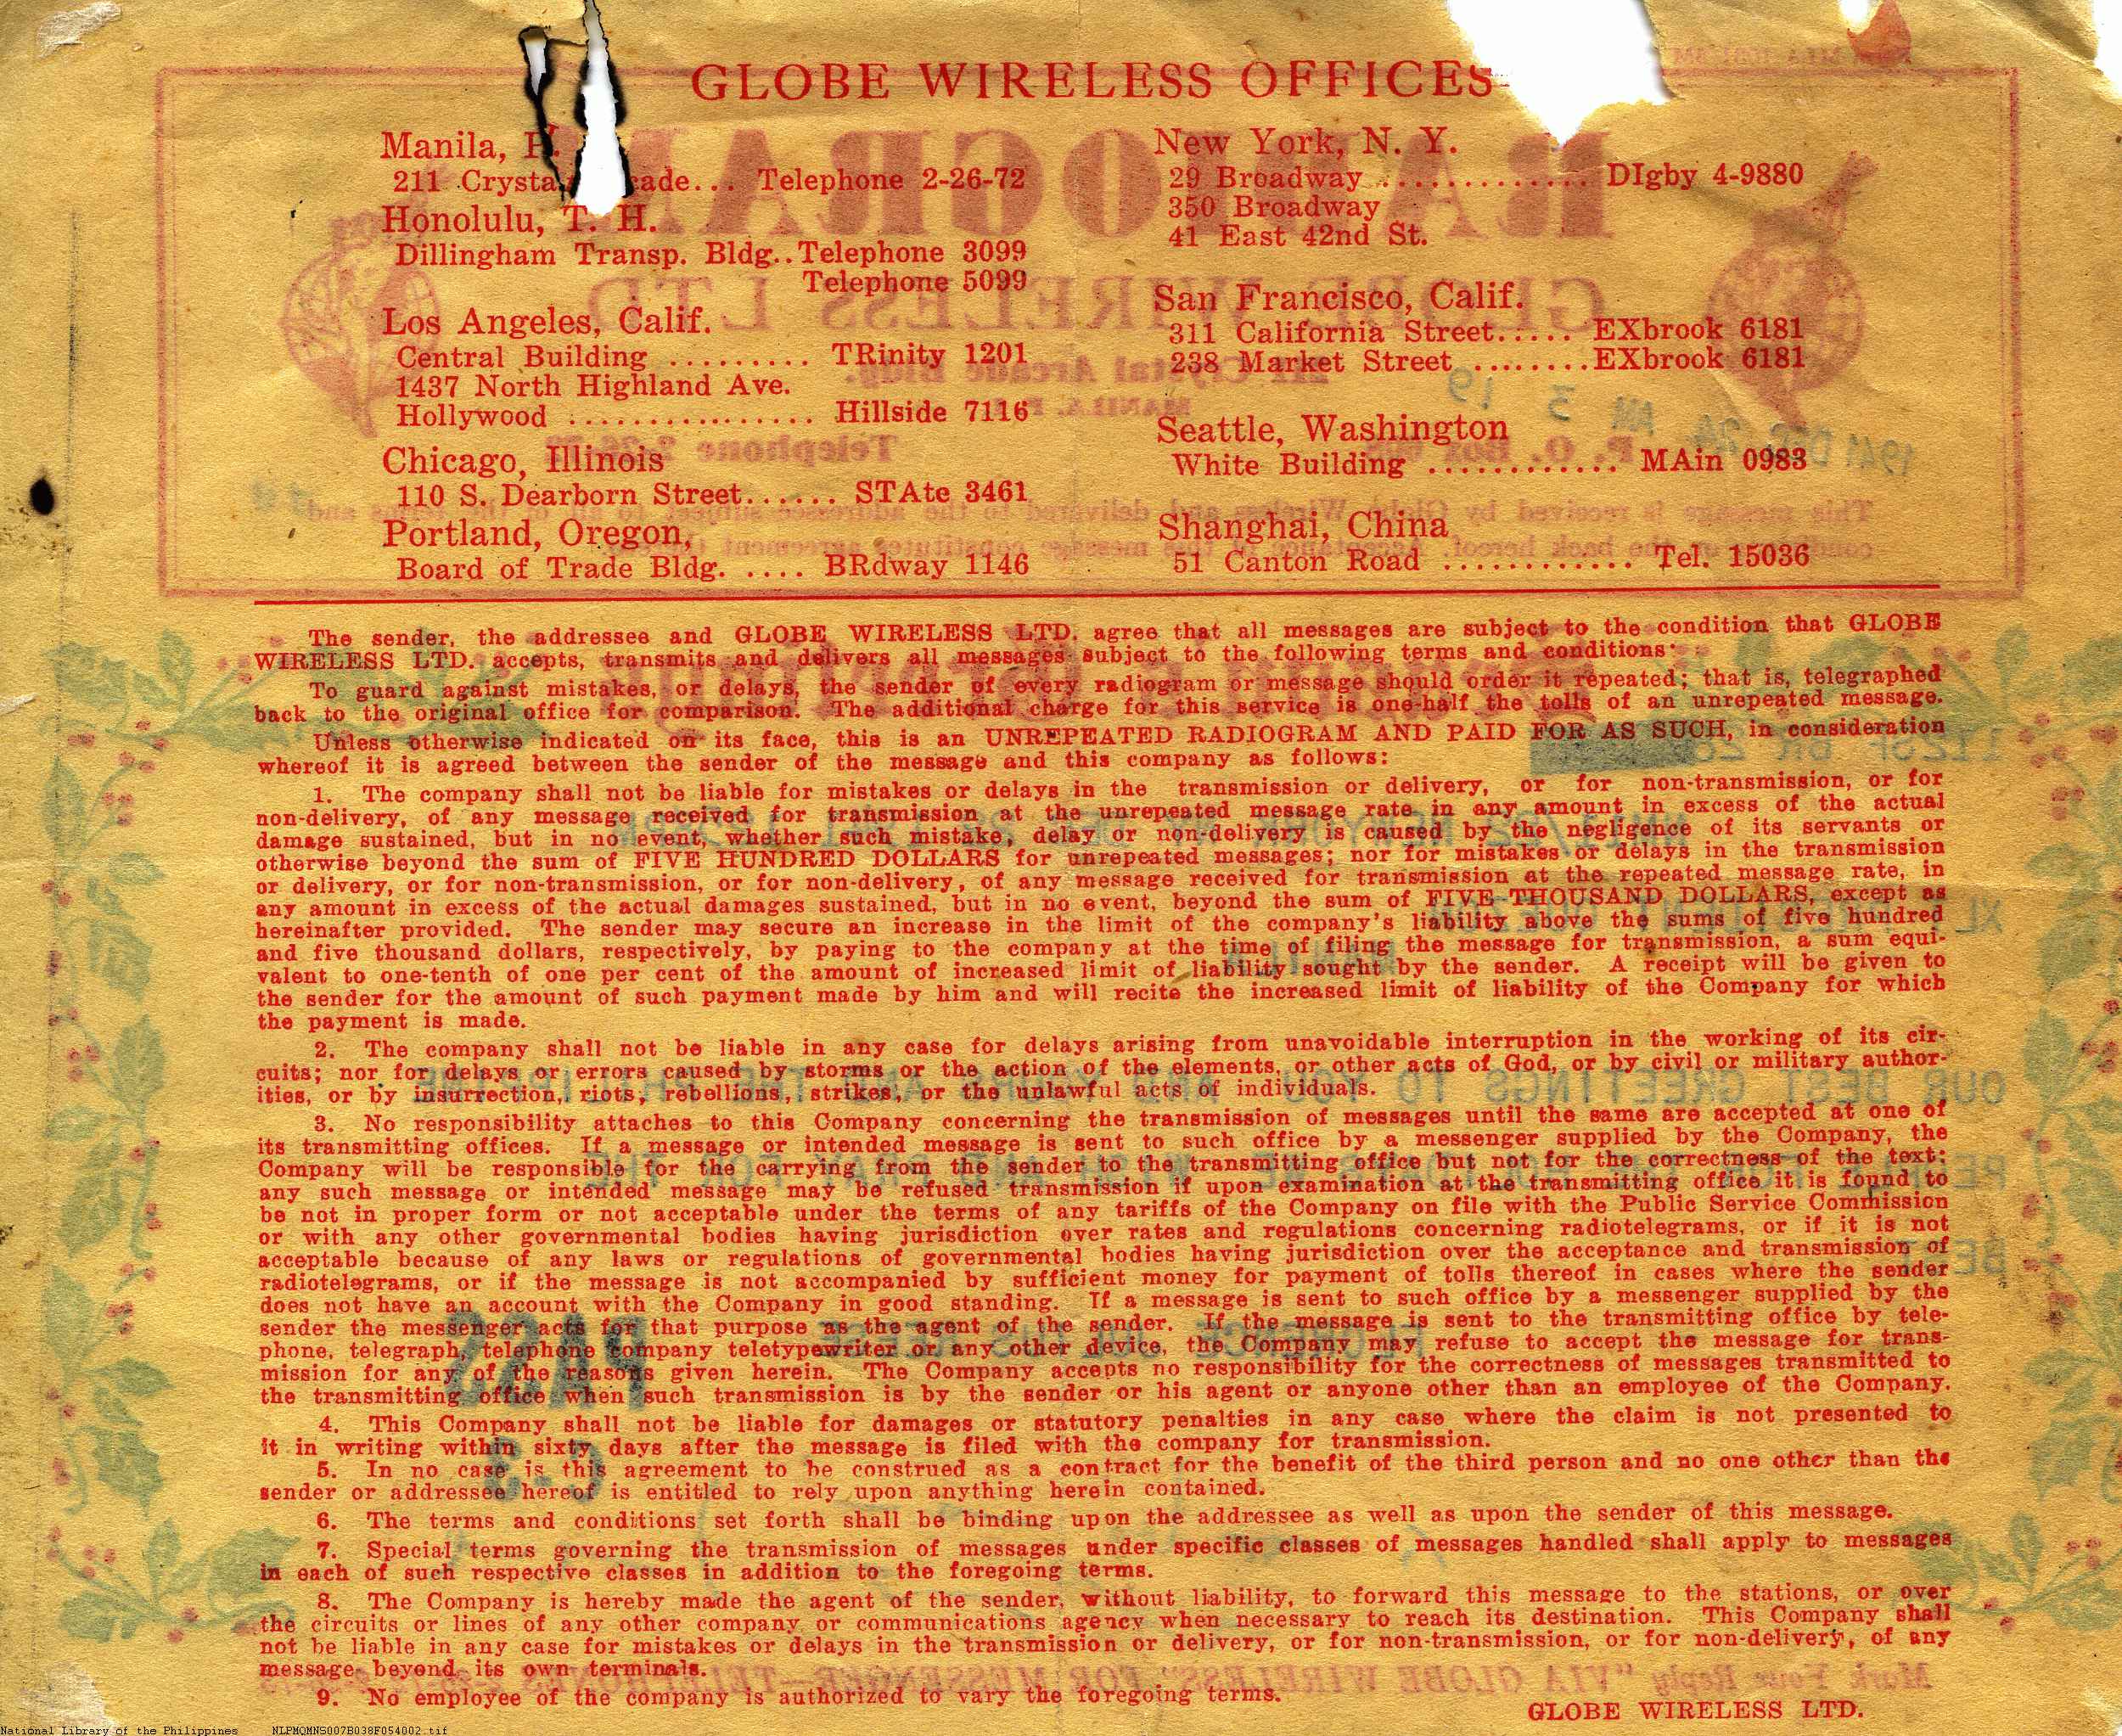 GLOBE WIRELESS OFFICES
Manila, P.
211 Crysta ade... Telephone 2-26-72
Honolulu, T. H.
Dillingham Transp. Bldg..Telephone 3099
Telephone 5099
Los Angeles, Calif.
Central Building ......... TRinity 1201
1437 North Highland Ave.
Hollywood ................ Hillside 7116
Chicago, Illinois
110 S. Dearborn Street...... STAte 3461
Portland, Oregon,
Board of Trade Bldg. .... BRdway 1146
New York, N. Y.
29 Broadway ............. DIgby 4-9880
350 Broadway
41 East 42nd St.
San Francisco, Calif.
311 California Street..... EXbrook 6181
238 Market Street ........EXbrook 6181
Seattle, Washington
White Building ............ MAin 0983
Shanghai, China
51 Canton Road ............ Tel. 15036
The sender, the addressee and GLOBE WIRELESS LTD. agree that all messages are subject to the condition that GLOBE
WIRELESS LTD. accepts, transmits and delivers all messages subject to the following terms and conditions:
To guard against mistakes, or delays, the sender of every radiogram or message should order it repeated; that is, telegraphed
back to the original office for comparison. The additional charge for this service is one-half the tolls of an unrepeated message.
Unless otherwise indicated on its face, this is an UNREPEATED RADIOGRAM AND PAID FOR AS SUCH, in consideration
whereof it is agreed between the sender of the message and this company as follows:
1. The company shall not be liable for mistakes or delays in the transmission or delivery, or for non-transmission, or for
non-delivery, of any message received for transmission at the unrepeated message rate in any amount in excess of the actual
damage sustained, but in no event, whether such mistake, delay or non-delivery is caused by the negligence of its servants or
otherwise beyond the sum of FIVE HUNDRED DOLLARS for unrepeated messages; nor for mistakes or delays in the transmission
or delivery, or for non-transmission, or for non-delivery, of any message received for transmission at the repeated message rate, in
any amount in excess of the actual damages sustained, but in no event, beyond the sum of FIVE THOUSAND DOLLARS, except as
hereinafter provided. The sender may secure an increase in the limit of the company's liability above the sums of five hundred
and five thousand dollars, respectively, by paying to the company at the time of filing the message for transmission, a sum equi-
valent to one-tenth of one per cent of the amount of increased limit of liability sought by the sender. A receipt will be given to
the sender for the amount of such payment made by him and will recite the increased limit of liability of the Company for which
the payment is made.
2. The company shall not be liable in any case for delays arising from unavoidable interruption in the working of its cir-
cuits; nor for delays or errors caused by storms or the action of the elements, or other acts of God, or by civil or military author-
ities, or by insurrection, riots, rebellions, strikes, or the unlawful acts of individuals.
3. No responsibility attaches to this Company concerning the transmission of messages until the same are accepted at one of
its transmitting offices. If a message or intended message is sent to such office by a messenger supplied by the Company, the
Company will be responsible for the carrying from the sender to the transmitting office but not for the correctness of the text;
any such message or intended message may be refused transmission if upon examination at the transmitting office it is found to
be not in proper form or not acceptable under the terms of any tariffs of the Company on file with the Public Service Commission
or with any other governmental bodies having jurisdiction over rates and regulations concerning radiotelegrams, or if it is not
acceptable because of any laws or regulations of governmental bodies having jurisdiction over the acceptance and transmission of
radiotelegrams, or if the message is not accompanied by sufficient money for payment of tolls thereof in cases where the sender
does not have an account with the Company in good standing. If a message is sent to such office by a messenger supplied by the
sender the messenger acts for that purpose as the agent of the sender. If the message is sent to the transmitting office by tele-
phone, telegraph, telephone company teletypewriter or any other device, the Company may refuse to accept the message for trans-
mission for any of the reasons given herein. The Company accepts no responsibility for the correctness of messages transmitted to
the transmitting office when such transmission is by the sender or his agent or anyone other than an employee of the Company.
4. This Company shall not be liable for damages or statutory penalties in any case where the claim is not presented to
it in writing within sixty days after the message is filed with the company for transmission.
5. In no case is this agreement to be construed as a contract for the benefit of the third person and no one other than the
sender or addressee hereof is entitled to rely upon anything herein contained.
6. The terms and conditions set forth shall be binding upon the addressee as well as upon the sender of this message.
7. Special terms governing the transmission of messages under specific classes of messages handled shall apply to messages
in each of such respective classes in addition to the foregoing terms.
8. The Company is hereby made the agent of the sender, without liability, to forward this message to the stations, or over
the circuits or lines of any other company or communications agency when necessary to reach its destination. This Company shall
not be liable in any case for mistakes or delays in the transmission or delivery, or for non-transmission, or for non-delivery, of any
message beyond its own terminals.
9. No employee of the company is authorized to vary the foregoing terms.
GLOBE WIRELESS LTD.
National Library of the Philippines NLPMQMNS007B038F054002.tif